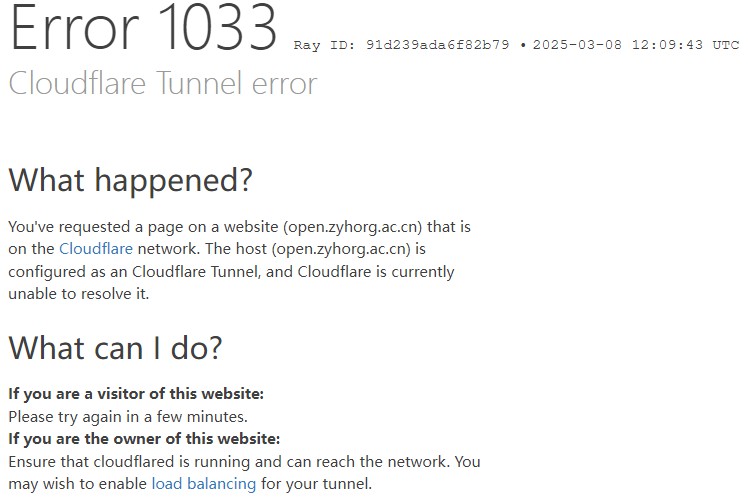 Error 1033 Ray ID: 91d239ada6f82b79 • 2025-03-08 12:09:43 UTC
Cloudflare Tunnel error
What happened?
You've requested a page on a website (open.zyhorg.ac.cn) that is
on the Cloudflare network. The host (open.zyhorg.ac.cn) is
configured as an Cloudflare Tunnel, and Cloudflare is currently
unable to resolve it.
What can I do?
If you are a visitor of this website:
Please try again in a few minutes.
If you are the owner of this website:
Ensure that cloudflared is running and can reach the network. You
may wish to enable load balancing for your tunnel.